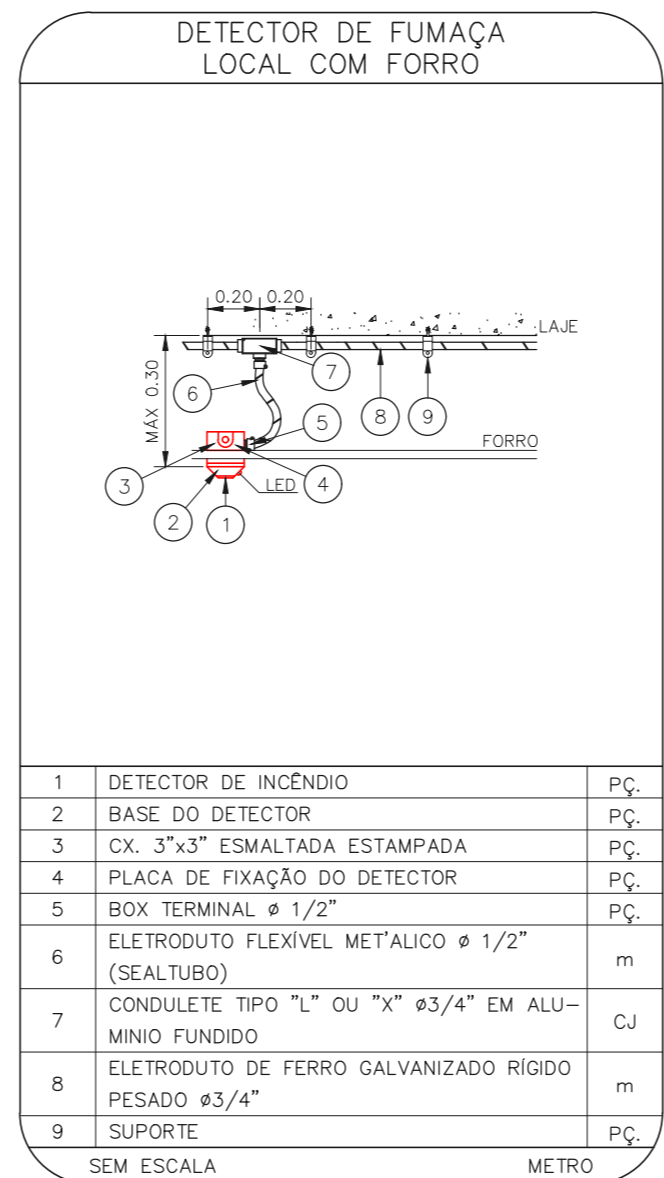 DETECTOR DE FUMAÇA
LOCAL COM FORRO
0.20 0.20
LAJE
MÁX 0.30
7
6
8
9
5
FORRO
3
4
LED
2
1
1 DETECTOR DE INCÊNDIO PÇ.
2 BASE DO DETECTOR PÇ.
3 CX. 3"x3" ESMALTADA ESTAMPADA PÇ.
4 PLACA DE FIXAÇÃO DO DETECTOR PÇ.
5 BOX TERMINAL ø 1/2" PÇ.
6 ELETRODUTO FLEXÍVEL MET'ALICO ø 1/2"
(SEALTUBO) m
7 CONDULETE TIPO "L" OU "X" ø3/4" EM ALU-
MINIO FUNDIDO CJ
8 ELETRODUTO DE FERRO GALVANIZADO RÍGIDO
PESADO ø3/4" m
9 SUPORTE PÇ.
SEM ESCALA METRO